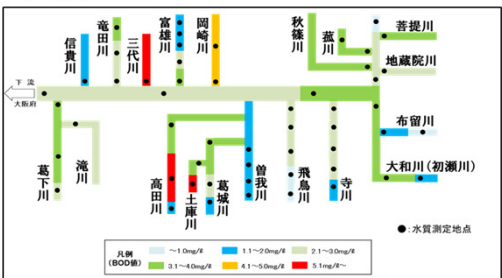 秋篠川
菰川
菩提川
地蔵院川
岡崎川
富雄川
三代川
竜田川
信貴川
下 流
大阪府
布留川
大和川(初瀬川)
寺川
飛鳥川
曽我川
葛城川
土庫川
高田川
滝川
葛下川
●:水質測定地点
凡例
(BOD値)
~1.0mg/ℓ
1.1~2.0mg/ℓ
2.1~3.0mg/ℓ
3.1~4.0mg/ℓ
4.1~5.0mg/ℓ
5.1mg/ℓ~